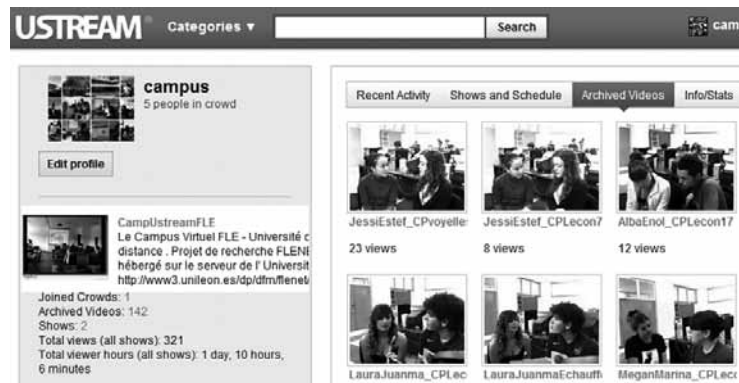 USTREAM
Categories ▼
Search
cam
campus
5 people in crowd
Edit profile
CampUstreamFLE
Le Campus Virtuel FLE - Université c
distance . Projet de recherche FLENE
hébergé sur le serveur de l' Universit
http://www3.unileon.es/dp/dfm/flenet/
Joined Crowds: 1
Archived Videos: 142
Shows: 2
Total views (all shows): 321
Total viewer hours (all shows): 1 day, 10 hours,
6 minutes
Recent Activity
Shows and Schedule
Archived Videos
Info/Stats
JessiEstef_CPvoyelle
JessiEstef_CPLecon7
AlbaEnol_CPLecon17
23 views
8 views
12 views
LauraJuanma_CPLec
LauraJuanmaEchauff
MeganMarina_CPLec